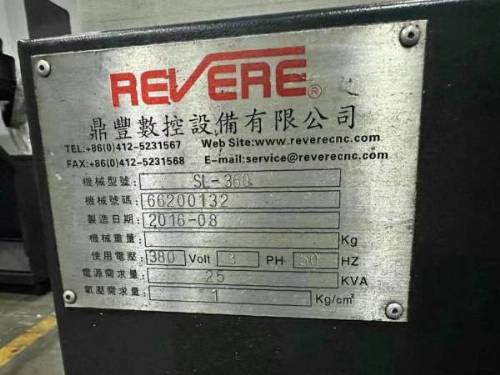 REVERE®
鼎豐數控設備有限公司
TEL:+86(0)412-5231567 Web Site:www.reverecnc.com
FAX:+86(0)412-5231568 E-mail:service@reverecnc.com
機械型號: SL-360
機械號碼: 66200132
製造日期: 2016-08
機械重量: Kg
使用電壓: 380 Volt 3 PH 50 HZ
電源需求量: 25 KVA
氣壓需求量: 1 Kg/cm²